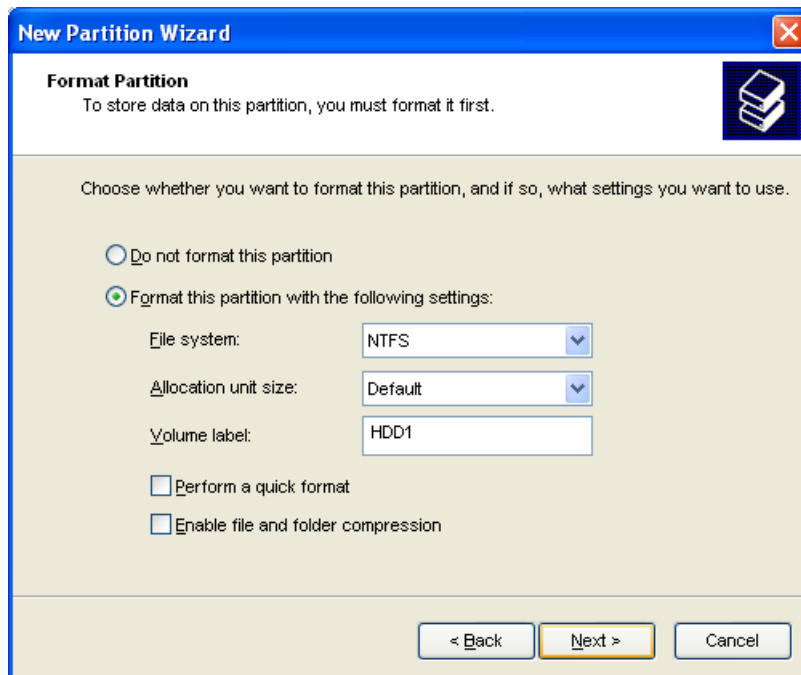 New Partition Wizard
Format Partition
To store data on this partition, you must format it first.
Choose whether you want to format this partition, and if so, what settings you want to use.
Do not format this partition
Format this partition with the following settings:
File system: NTFS
Allocation unit size: Default
Volume label: HDD1
Perform a quick format
Enable file and folder compression
< Back Next > Cancel